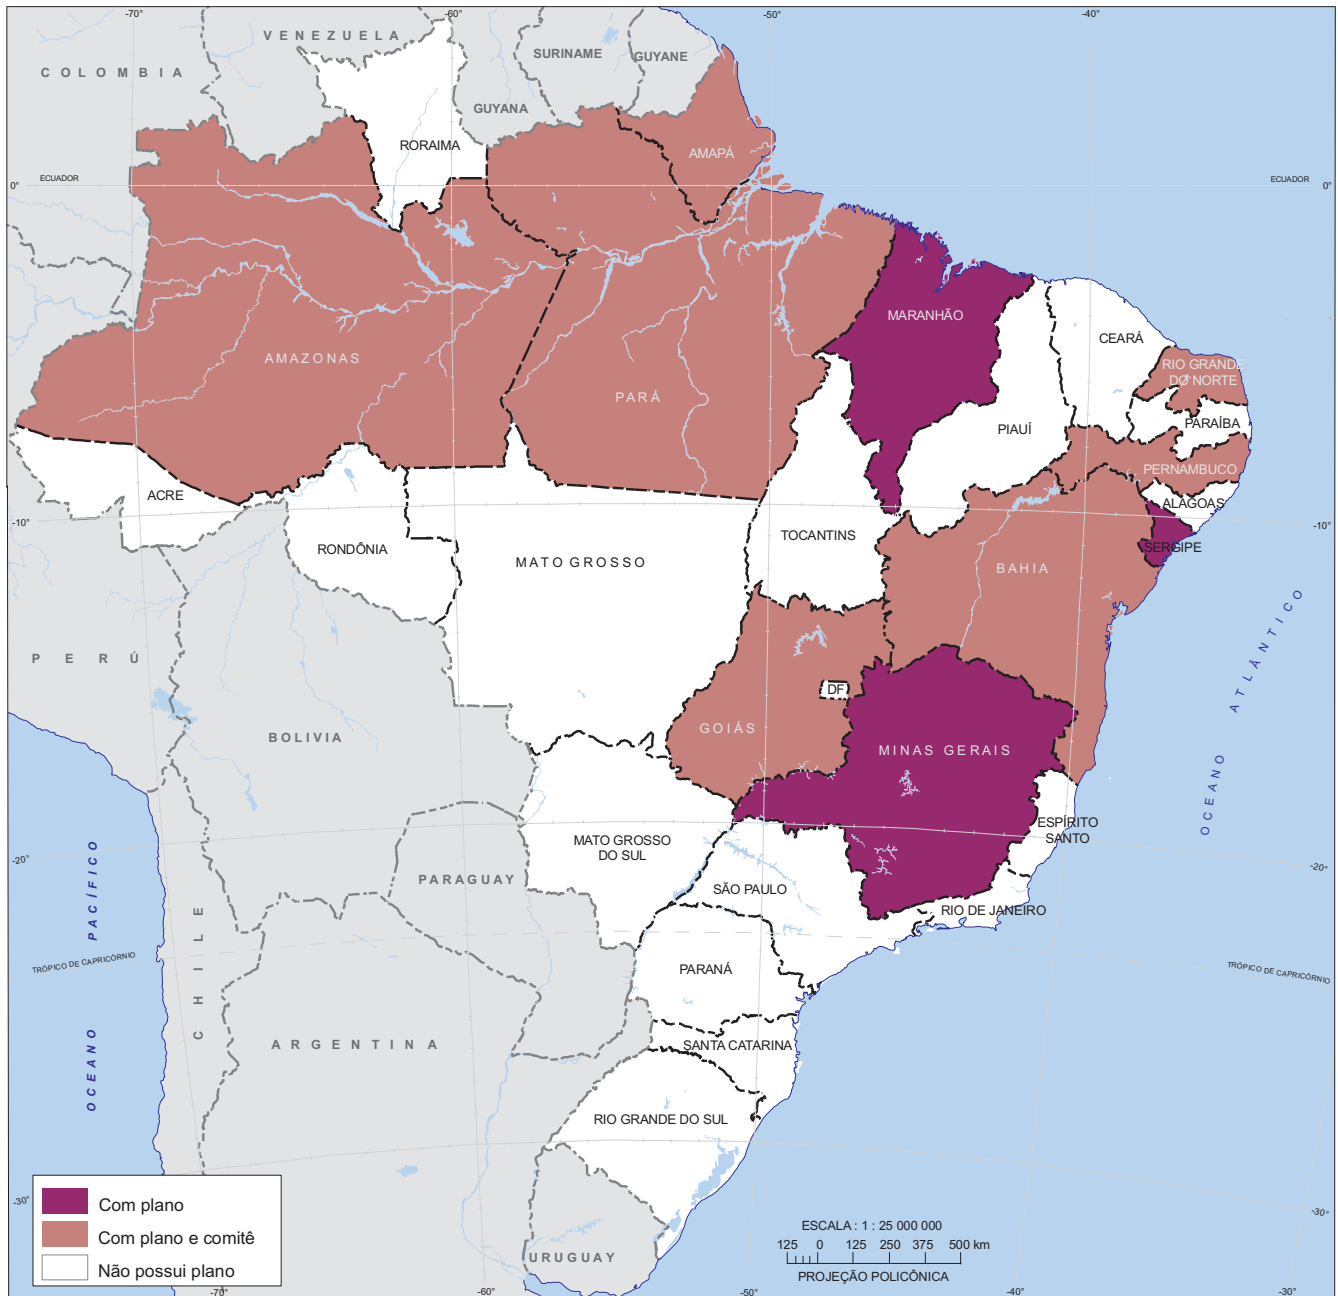 -70°
-60°
-50°
-40°
VENEZUELA
COLOMBIA
SURINAME
GUYANE
GUYANA
RORAIMA
AMAPÁ
ECUADOR
ECUADOR
0°
0°
MARANHÃO
CEARÁ
AMAZONAS
RIO GRANDE
DO NORTE
PARÁ
PIAUÍ
PARAÍBA
PERNAMBUCO
ACRE
ALAGOAS
-10°
-10°
TOCANTINS
RONDÔNIA
MATO GROSSO
SERGIPE
BAHIA
PERÚ
DF
OCEANO ATLÂNTICO
GOIÁS
BOLIVIA
MINAS GERAIS
ESPÍRITO
SANTO
MATO GROSSO
DO SUL
-20°
-20°
PARAGUAY
SÃO PAULO
RIO DE JANEIRO
OCEANO PACÍFICO
CHILE
TRÓPICO DE CAPRICÓRNIO
TRÓPICO DE CAPRICÓRNIO
PARANÁ
ARGENTINA
SANTA CATARINA
RIO GRANDE DO SUL
-30°
-30°
Com plano
Com plano e comitê
Não possui plano
URUGUAY
ESCALA : 1 : 25 000 000
125 0 125 250 375 500 km
PROJEÇÃO POLICÔNICA
-70°
-60°
-50°
-40°
-30°